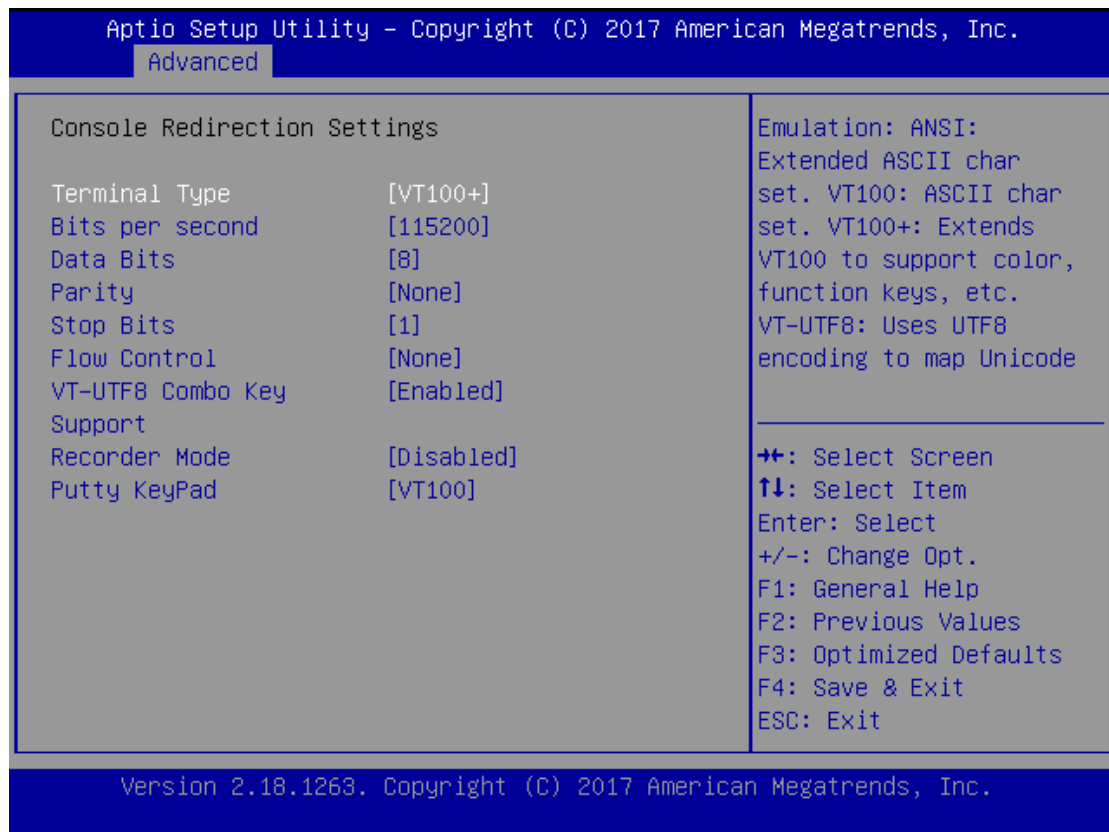 Aptio Setup Utility – Copyright (C) 2017 American Megatrends, Inc.
Advanced
Console Redirection Settings
Terminal Type [VT100+]
Bits per second [115200]
Data Bits [8]
Parity [None]
Stop Bits [1]
Flow Control [None]
VT-UTF8 Combo Key [Enabled]
Support
Recorder Mode [Disabled]
Putty KeyPad [VT100]
Emulation: ANSI:
Extended ASCII char
set. VT100: ASCII char
set. VT100+: Extends
VT100 to support color,
function keys, etc.
VT-UTF8: Uses UTF8
encoding to map Unicode
→←: Select Screen
↑↓: Select Item
Enter: Select
+/-: Change Opt.
F1: General Help
F2: Previous Values
F3: Optimized Defaults
F4: Save & Exit
ESC: Exit
Version 2.18.1263. Copyright (C) 2017 American Megatrends, Inc.